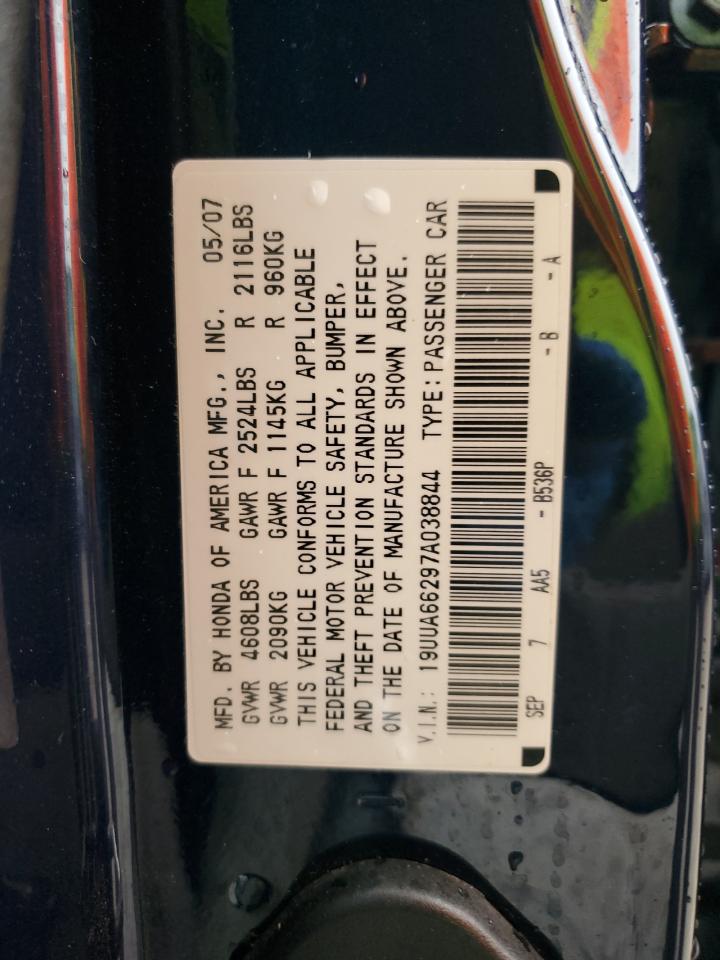 MFD. BY HONDA OF AMERICA MFG., INC. 05/07
GVWR 4608LBS GAWR F 2524LBS R 2116LBS
GVWR 2090KG GAWR F 1145KG R 960KG
THIS VEHICLE CONFORMS TO ALL APPLICABLE
FEDERAL MOTOR VEHICLE SAFETY, BUMPER,
AND THEFT PREVENTION STANDARDS IN EFFECT
ON THE DATE OF MANUFACTURE SHOWN ABOVE.
V.I.N.: 19UUA66297A038844 TYPE:PASSENGER CAR
SEP 7 AA5 - B536P - B - A